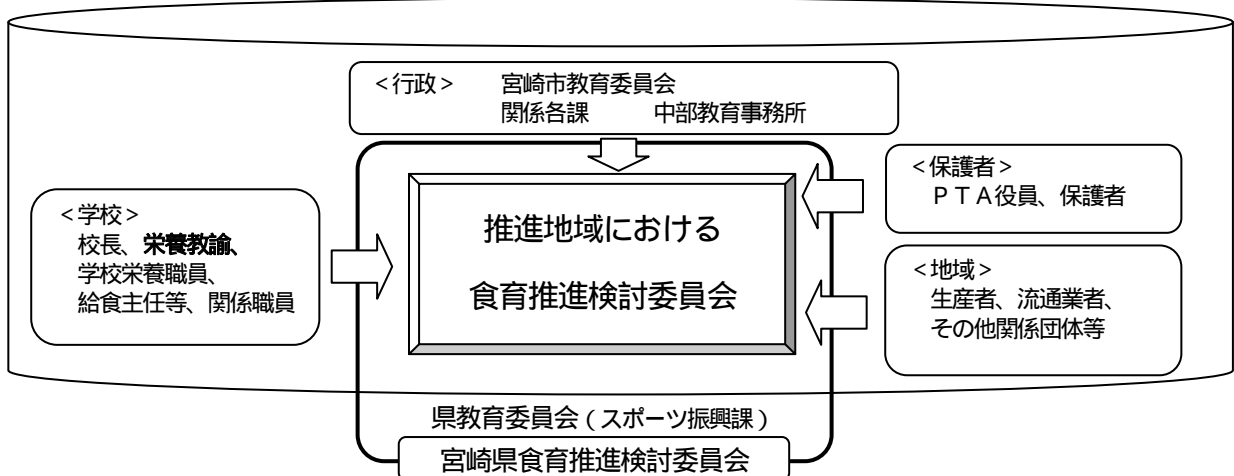 <行政> 宮崎市教育委員会
関係各課 中部教育事務所
<学校>
校長、栄養教諭、
学校栄養職員、
給食主任等、関係職員
推進地域における
食育推進検討委員会
<保護者>
ＰＴＡ役員、保護者
<地域>
生産者、流通業者、
その他関係団体等
県教育委員会（スポーツ振興課）
宮崎県食育推進検討委員会